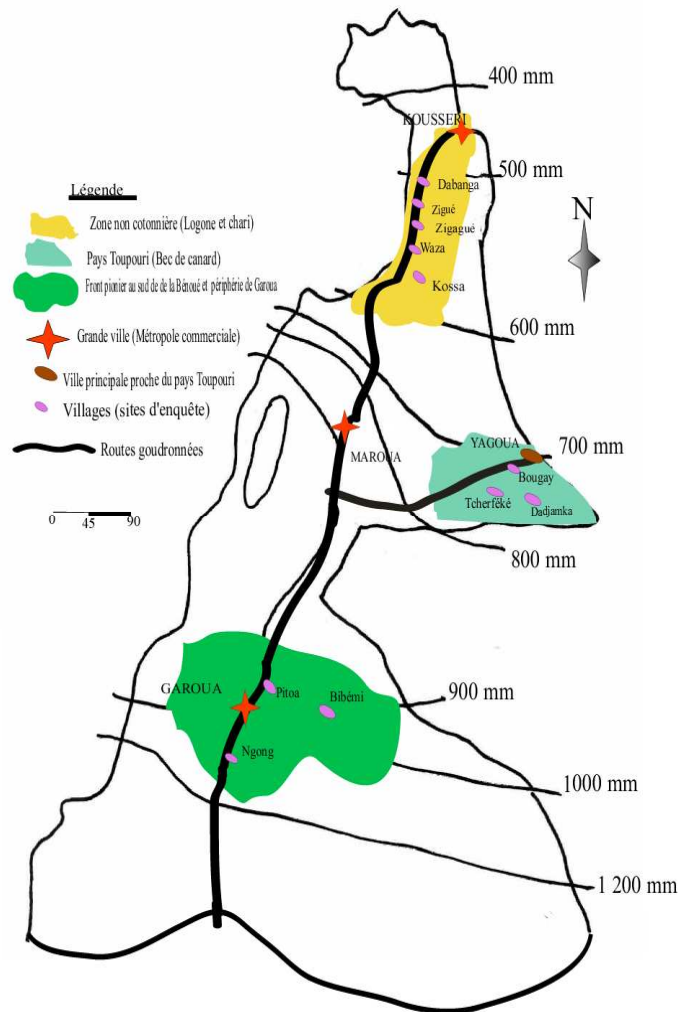 400 mm
KOUSSERI
500 mm
Dabanga
Légende
Zigué
N
Zone non cotonnière (Logone et chari)
Zigagué
Waza
Pays Toupouri (Bec de canard)
Kossa
Front pionier au sud de de la Bénoué et périphérie de Garoua
600 mm
Grande ville (Métropole commerciale)
Ville principale proche du pays Toupouri
Villages (sites d'enquête)
YAGOUA
700 mm
Routes goudronnées
MAROUA
Bougay
Tcherféké
Dadjamka
0 45 90
800 mm
GAROUA
Pitoa
Bibémi
900 mm
Ngong
1000 mm
1 200 mm